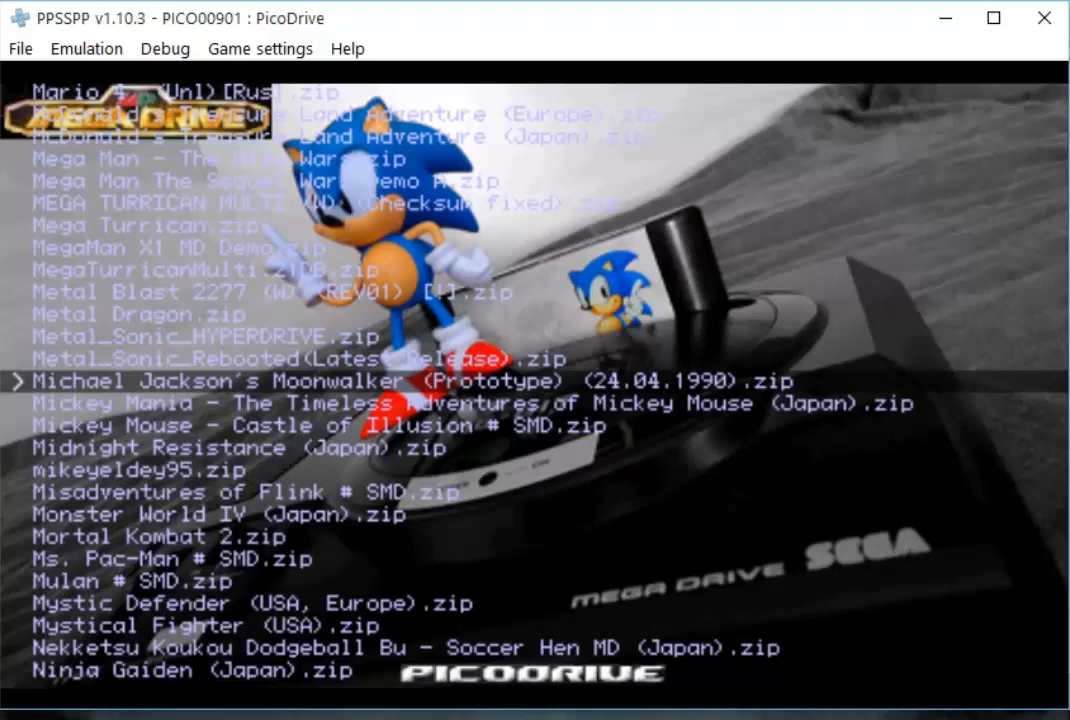 PPSSPP v1.10.3 - PICO00901 : PicoDrive
File Emulation Debug Game settings Help
Mario 4 (Unl) [Rus].zip
McDonald's Treasure Land Adventure (Europe).zip
McDonald's Treasure Land Adventure (Japan).zip
Mega Man - The Wily Wars.zip
Mega Man The Sequel Wars Demo A.zip
MEGA TURRICAN MULTI (W) (Checksum fixed).zip
Mega Turrican.zip
MegaMan X1 MD Demo.zip
MegaTurricanMulti.21DB.zip
Metal Blast 2277 (W) (REV01) [!].zip
Metal Dragon.zip
Metal_Sonic_HYPERDRIVE.zip
Metal_Sonic_Rebooted(Latest Release).zip
> Michael Jackson's Moonwalker (Prototype) (24.04.1990).zip
Mickey Mania - The Timeless Adventures of Mickey Mouse (Japan).zip
Mickey Mouse - Castle of Illusion # SMD.zip
Midnight Resistance (Japan).zip
mikeyeldey95.zip
Misadventures of Flink # SMD.zip
Monster World IV (Japan).zip
Mortal Kombat 2.zip
Ms. Pac-Man # SMD.zip
Mulan # SMD.zip
Mystic Defender (USA, Europe).zip
Mystical Fighter (USA).zip
Nekketsu Koukou Dodgeball Bu - Soccer Hen MD (Japan).zip
Ninja Gaiden (Japan).zip
MEGA DRIVE SEGA
PICODRIVE